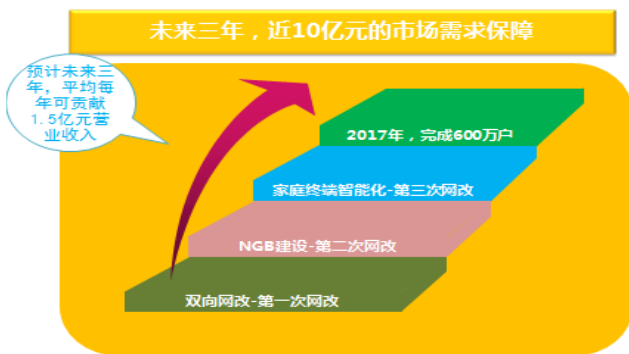 未来三年，近10亿元的市场需求保障
预计未来三
年，平均每
年可贡献
1.5亿元营
业收入
2017年，完成600万户
家庭终端智能化-第三次网改
NGB建设-第二次网改
双向网改-第一次网改